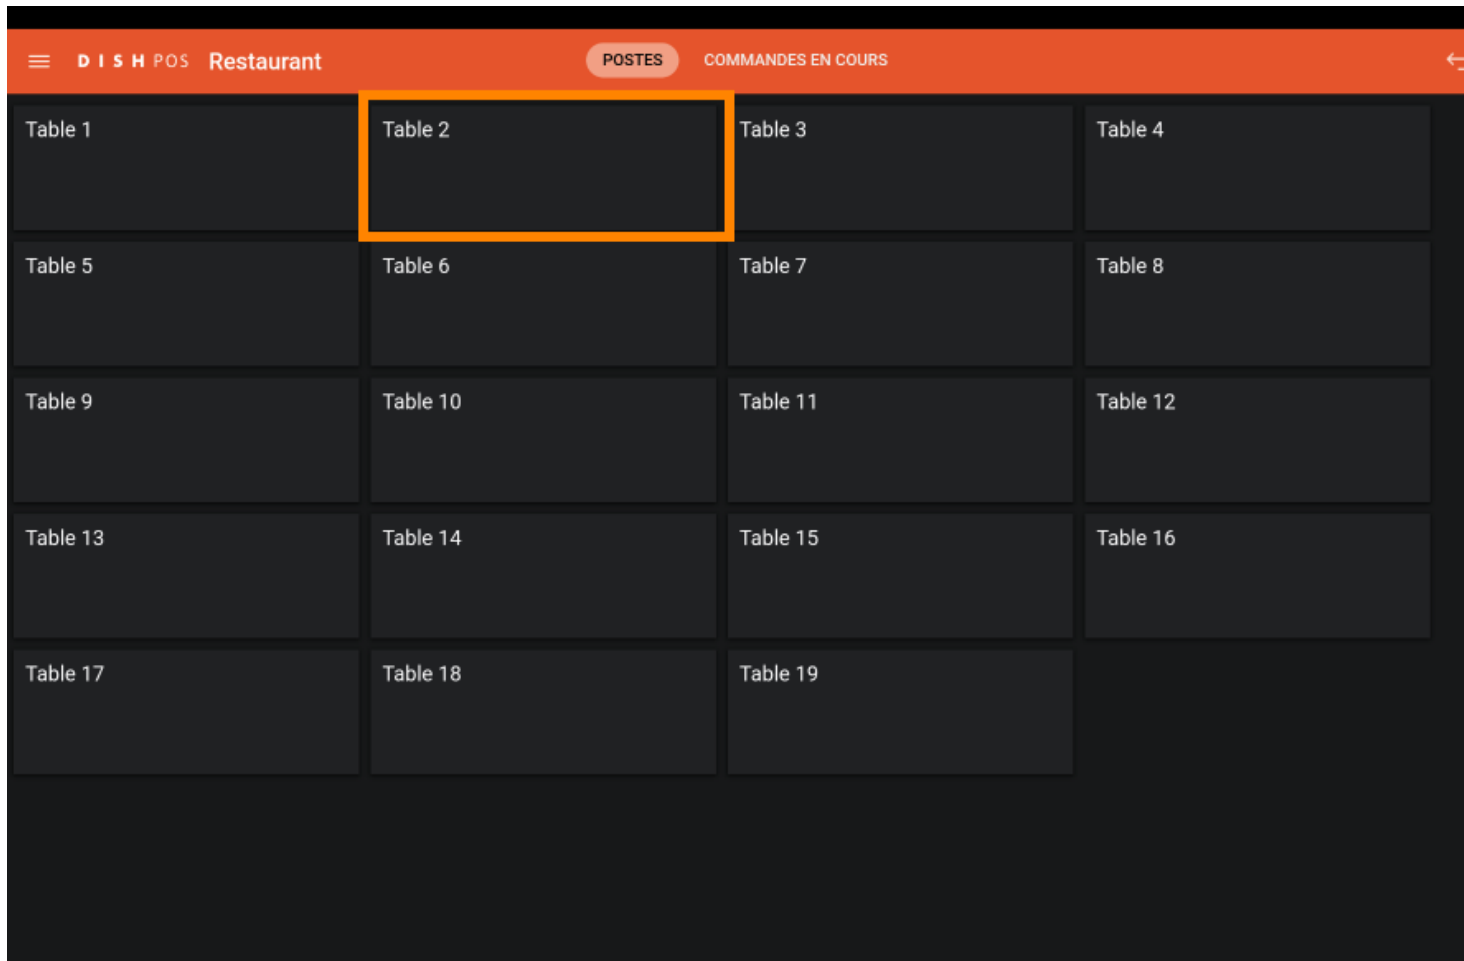 DISH POS Restaurant POSTES COMMANDES EN COURS
Table 1 Table 2 Table 3 Table 4
Table 5 Table 6 Table 7 Table 8
Table 9 Table 10 Table 11 Table 12
Table 13 Table 14 Table 15 Table 16
Table 17 Table 18 Table 19